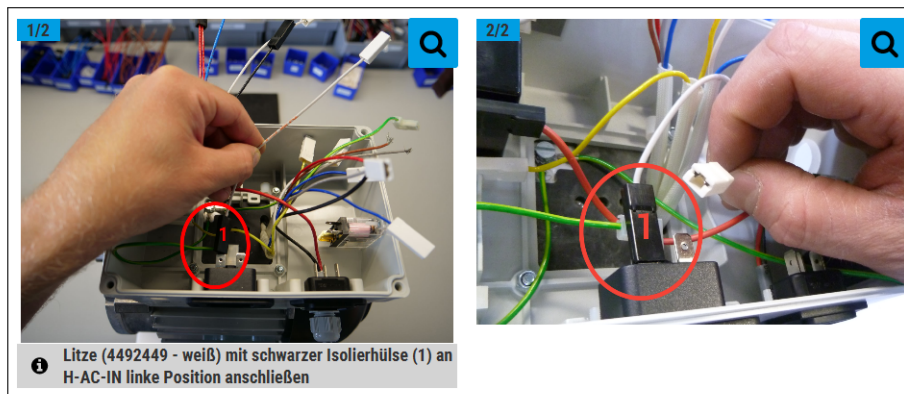 1/2
1
Litze (4492449 - weiß) mit schwarzer Isolierhülse (1) an
H-AC-IN linke Position anschließen
2/2
1